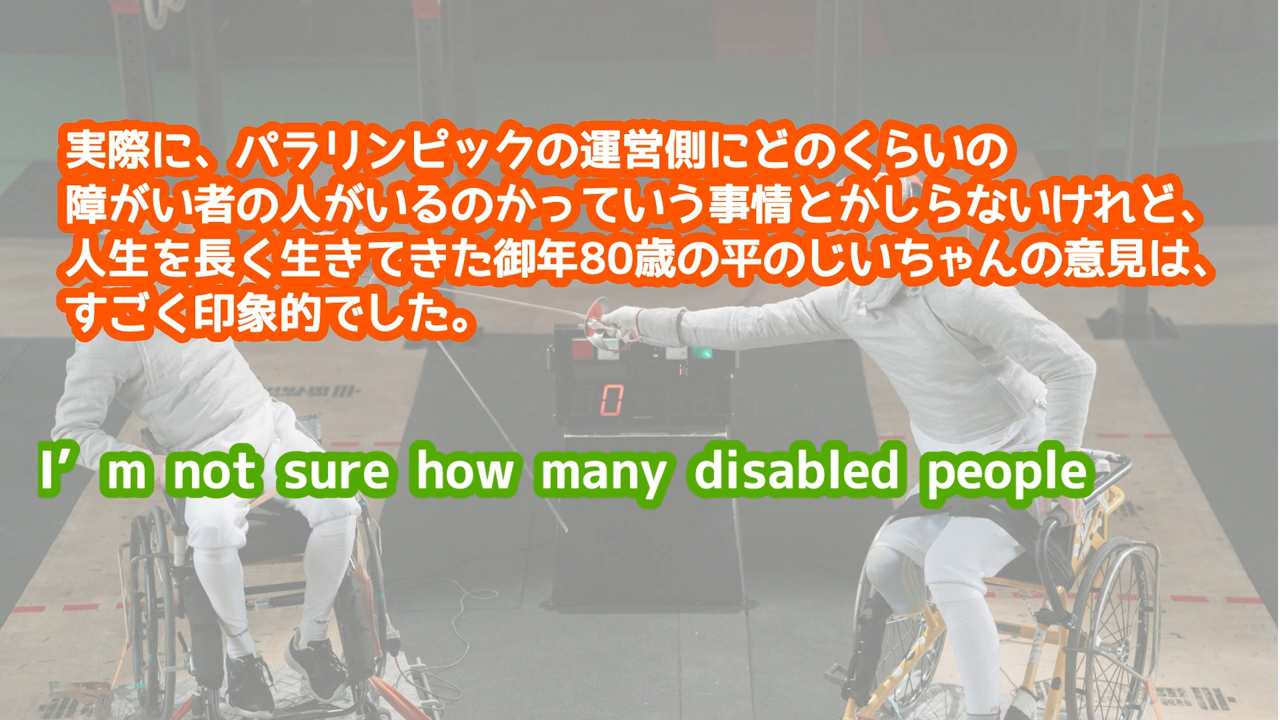 実際に、パラリンピックの運営側にどのくらいの
障がい者の人がいるのかっていう事情とかしらないけれど、
人生を長く生きてきた御年80歳の平のじいちゃんの意見は、
すごく印象的でした。
0
I’m not sure how many disabled people